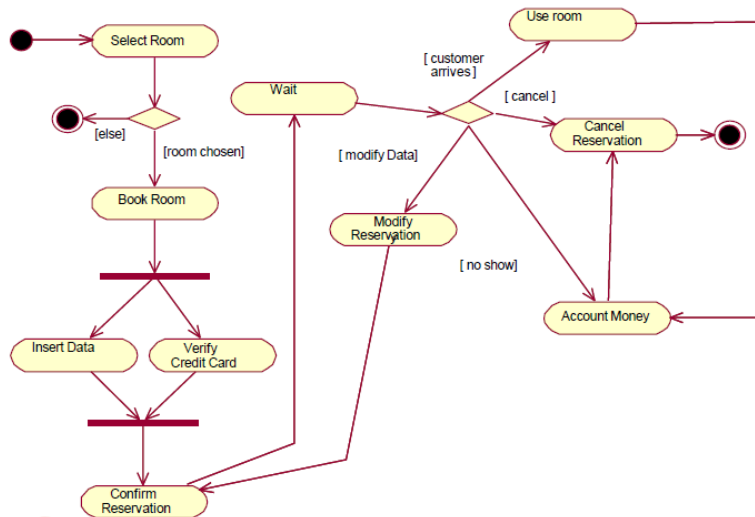 Select Room
[else]
[room chosen]
Book Room
Insert Data
Verify
Credit Card
Confirm
Reservation
Wait
[ customer
arrives ]
Use room
[ cancel ]
Cancel
Reservation
[ modify Data]
Modify
Reservation
[ no show]
Account Money